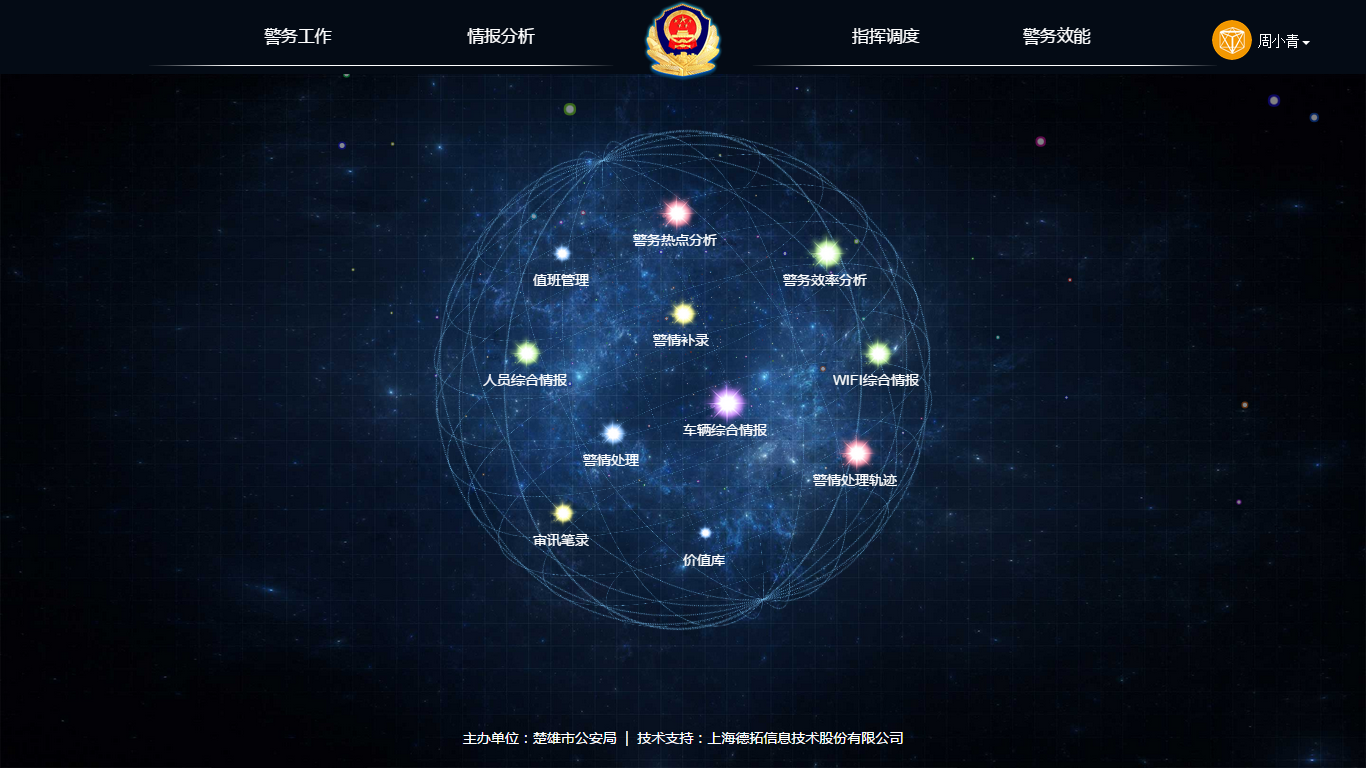 警务工作
情报分析
指挥调度
警务效能
周小青
警务热点分析
值班管理
警务效率分析
警情补录
人员综合情报
WIFI综合情报
车辆综合情报
警情处理
警情处理轨迹
审讯笔录
价值库
主办单位：楚雄市公安局 | 技术支持：上海德拓信息技术股份有限公司